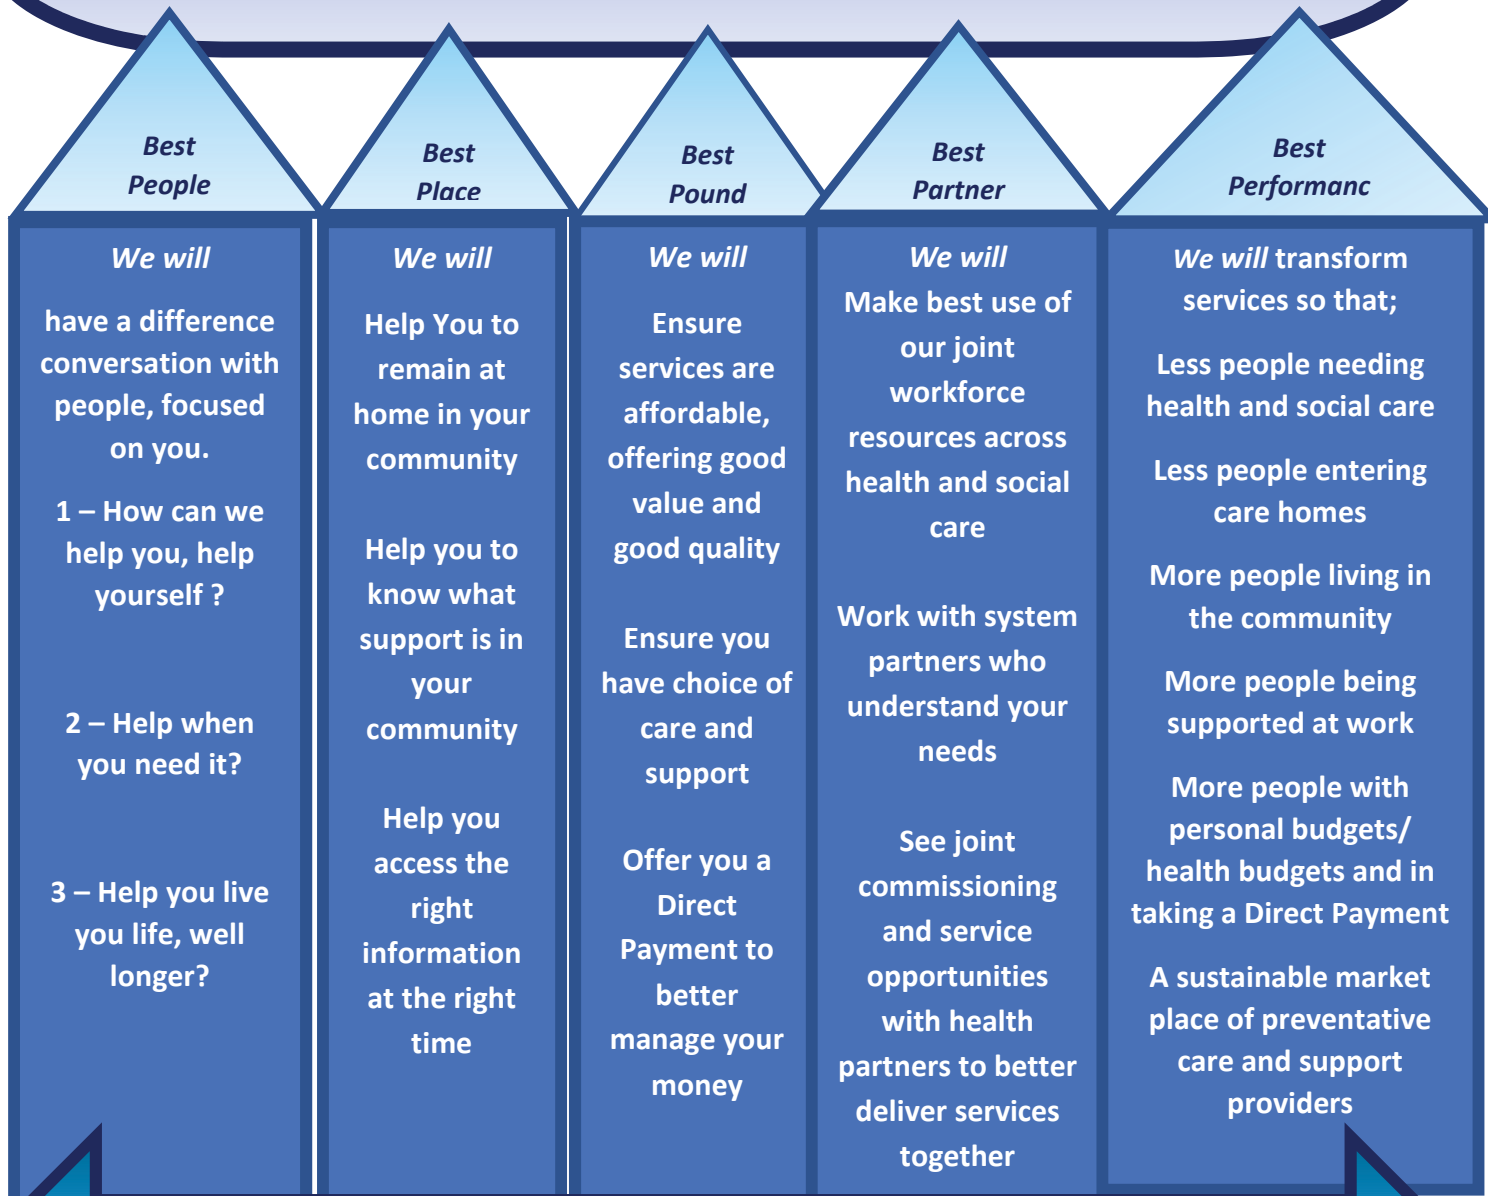 Best
People
We will
have a difference
conversation with
people, focused
on you.
1 – How can we
help you, help
yourself ?
2 – Help when
you need it?
3 – Help you live
you life, well
longer?
Best
Place
We will
Help You to
remain at
home in your
community
Help you to
know what
support is in
your
community
Help you
access the
right
information
at the right
time
Best
Pound
We will
Ensure
services are
affordable,
offering good
value and
good quality
Ensure you
have choice of
care and
support
Offer you a
Direct
Payment to
better
manage your
money
Best
Partner
We will
Make best use of
our joint
workforce
resources across
health and social
care
Work with system
partners who
understand your
needs
See joint
commissioning
and service
opportunities
with health
partners to better
deliver services
together
Best
Performanc
We will transform
services so that;
Less people needing
health and social care
Less people entering
care homes
More people living in
the community
More people being
supported at work
More people with
personal budgets/
health budgets and in
taking a Direct Payment
A sustainable market
place of preventative
care and support
providers